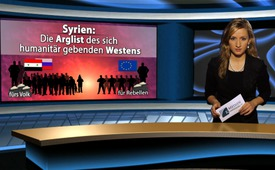 Syrien:
Die Arglist des sich
humanitär gebenden Westens
fürs Volk
für Rebellen